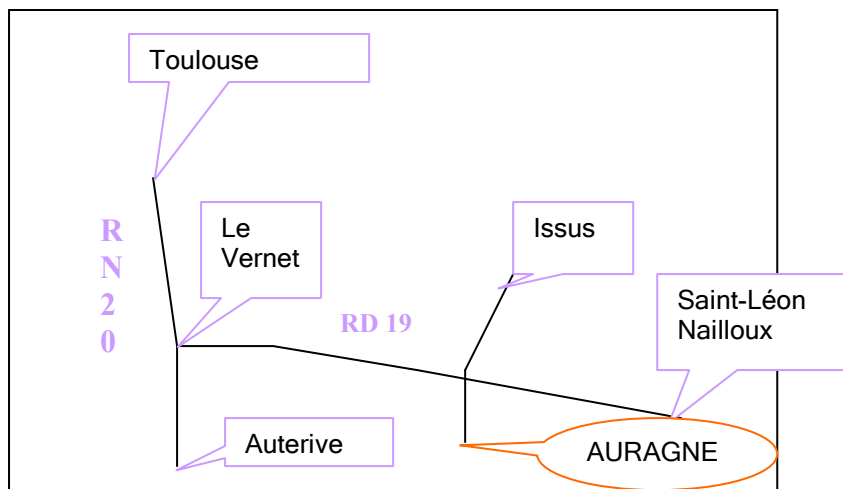 Toulouse
R
N
2
0
Le
Vernet
Issus
RD 19
Saint-Léon
Nailloux
Auterive
AURAGNE